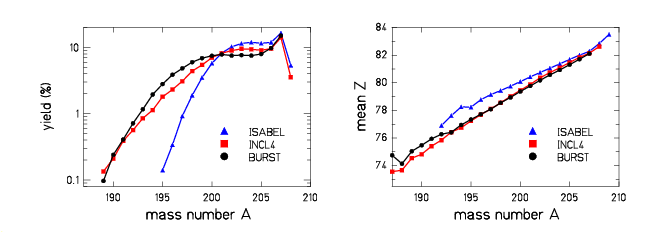 10
1
0.1
yield (%)
190
195
200
205
210
mass number A
ISABEL
INCL4
BURST
84
82
80
78
76
74
mean Z
190
195
200
205
210
mass number A
ISABEL
INCL4
BURST